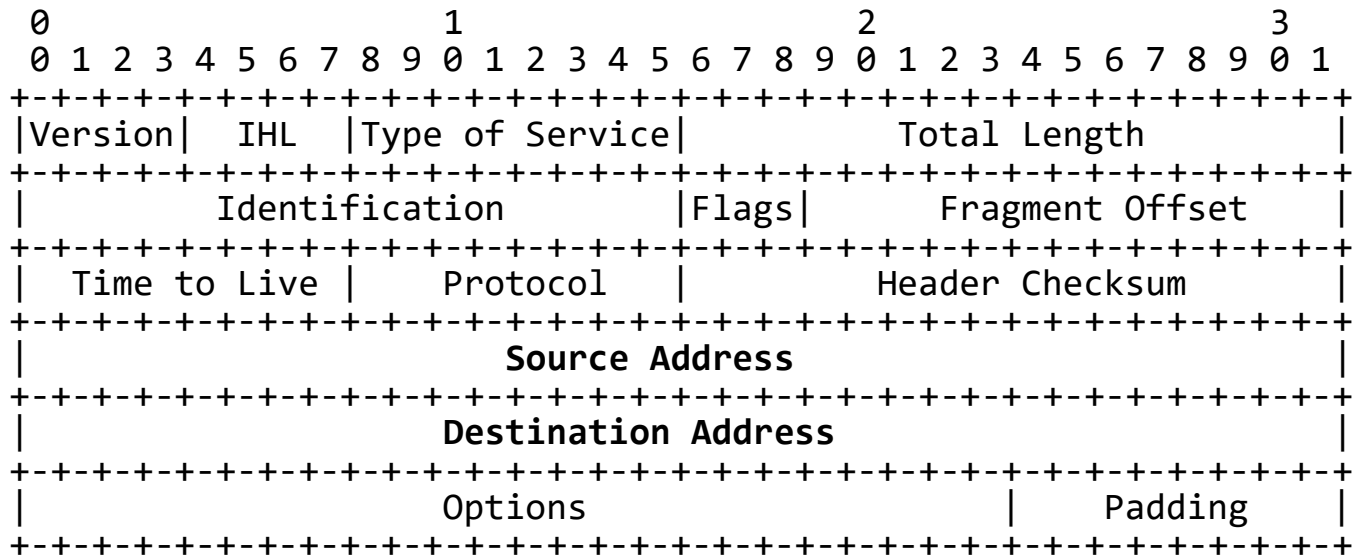 0                   1                   2                   3
 0 1 2 3 4 5 6 7 8 9 0 1 2 3 4 5 6 7 8 9 0 1 2 3 4 5 6 7 8 9 0 1
+-+-+-+-+-+-+-+-+-+-+-+-+-+-+-+-+-+-+-+-+-+-+-+-+-+-+-+-+-+-+-+-+
|Version|  IHL  |Type of Service|          Total Length         |
+-+-+-+-+-+-+-+-+-+-+-+-+-+-+-+-+-+-+-+-+-+-+-+-+-+-+-+-+-+-+-+-+
|         Identification        |Flags|      Fragment Offset    |
+-+-+-+-+-+-+-+-+-+-+-+-+-+-+-+-+-+-+-+-+-+-+-+-+-+-+-+-+-+-+-+-+
|  Time to Live |    Protocol   |         Header Checksum       |
+-+-+-+-+-+-+-+-+-+-+-+-+-+-+-+-+-+-+-+-+-+-+-+-+-+-+-+-+-+-+-+-+
|                       Source Address                          |
+-+-+-+-+-+-+-+-+-+-+-+-+-+-+-+-+-+-+-+-+-+-+-+-+-+-+-+-+-+-+-+-+
|                    Destination Address                        |
+-+-+-+-+-+-+-+-+-+-+-+-+-+-+-+-+-+-+-+-+-+-+-+-+-+-+-+-+-+-+-+-+
|                    Options                    |    Padding    |
+-+-+-+-+-+-+-+-+-+-+-+-+-+-+-+-+-+-+-+-+-+-+-+-+-+-+-+-+-+-+-+-+